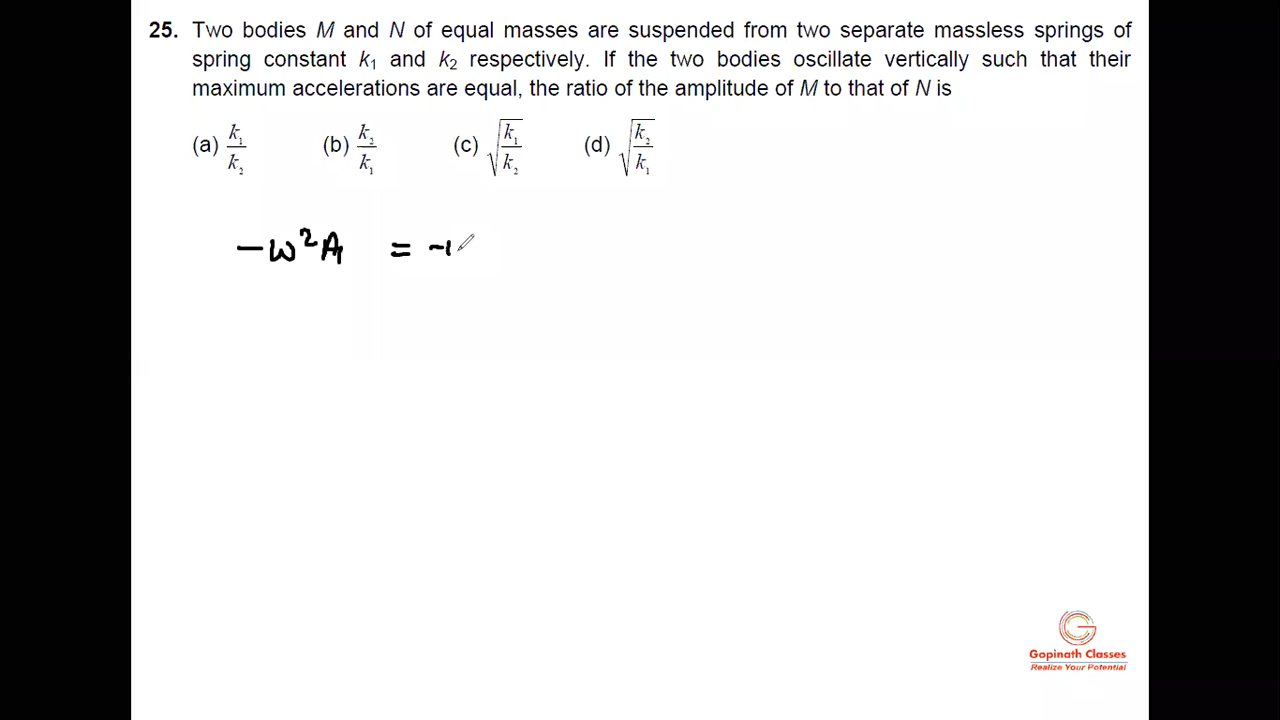 25. Two bodies M and N of equal masses are suspended from two separate massless springs of
spring constant k₁ and k₂ respectively. If the two bodies oscillate vertically such that their
maximum accelerations are equal, the ratio of the amplitude of M to that of N is
(a) k₁/k₂ (b) k₂/k₁ (c) √(k₁/k₂) (d) √(k₂/k₁)
-ω²A₁ = -
Gopinath Classes
Realize Your Potential